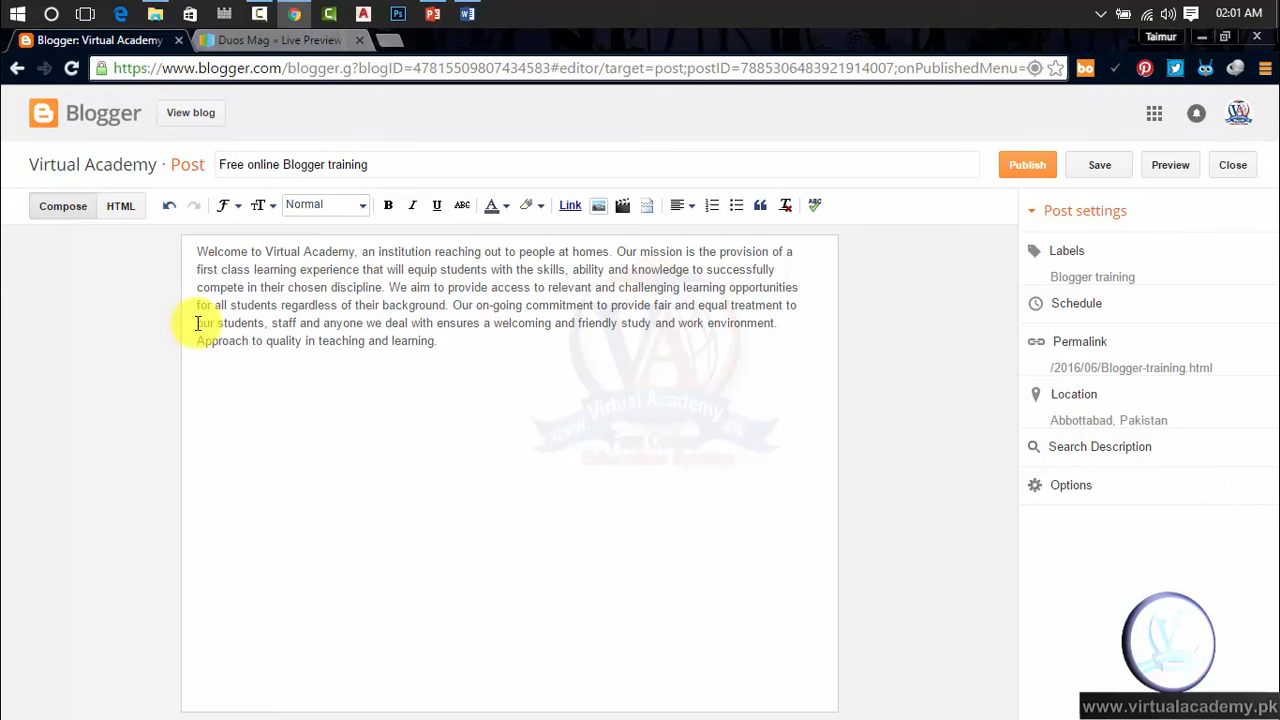 02:01 AM
Blogger: Virtual Academy
Duos Mag » Live Preview
Taimur
https://www.blogger.com/blogger.g?blogID=47815509807434583#editor/target=post;postID=7885306483921914007;onPublishedMenu=
Blogger
View blog
Virtual Academy · Post
Free online Blogger training
Publish
Save
Preview
Close
Compose
HTML
Normal
Link
ABC
Post settings
Welcome to Virtual Academy, an institution reaching out to people at homes. Our mission is the provision of a
first class learning experience that will equip students with the skills, ability and knowledge to successfully
compete in their chosen discipline. We aim to provide access to relevant and challenging learning opportunities
for all students regardless of their background. Our on-going commitment to provide fair and equal treatment to
our students, staff and anyone we deal with ensures a welcoming and friendly study and work environment.
Approach to quality in teaching and learning.
Labels
Blogger training
Schedule
Permalink
/2016/06/Blogger-training.html
Location
Abbottabad, Pakistan
Search Description
Options
VA
Virtual Academy
www.virtualacademy.pk